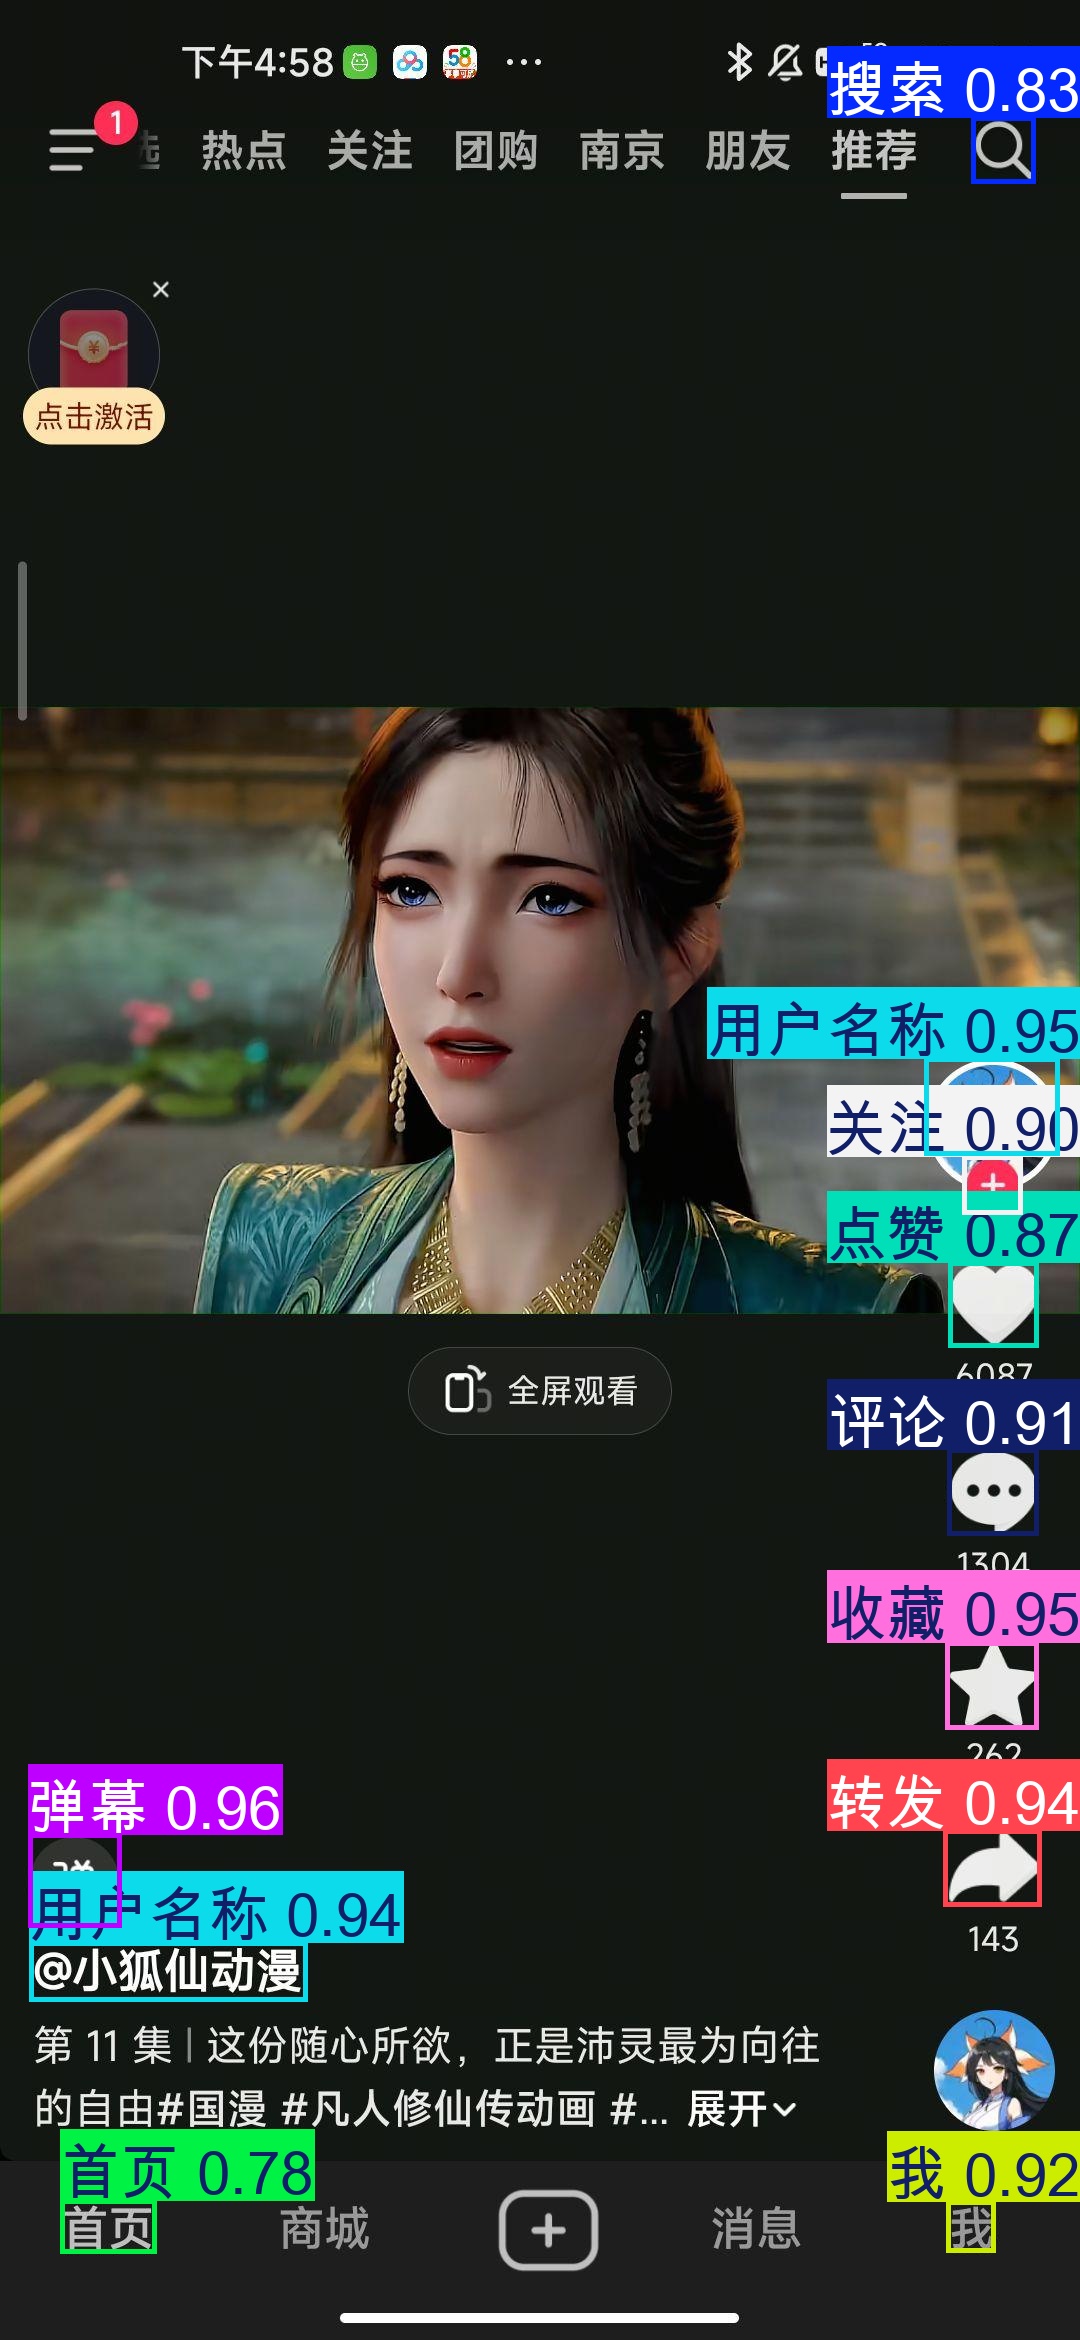 下午4:58
58
搜索 0.83
1
热点 关注 团购 南京 朋友 推荐
点击激活
用户名称 0.95
关注 0.90
点赞 0.87
6087
全屏观看
评论 0.91
1304
收藏 0.95
262
弹幕 0.96
转发 0.94
用户名称 0.94
143
@小狐仙动漫
第 11 集 | 这份随心所欲，正是沛灵最为向往
的自由#国漫 #凡人修仙传动画 #... 展开
首页 0.78
我 0.92
首页 商城 消息 我